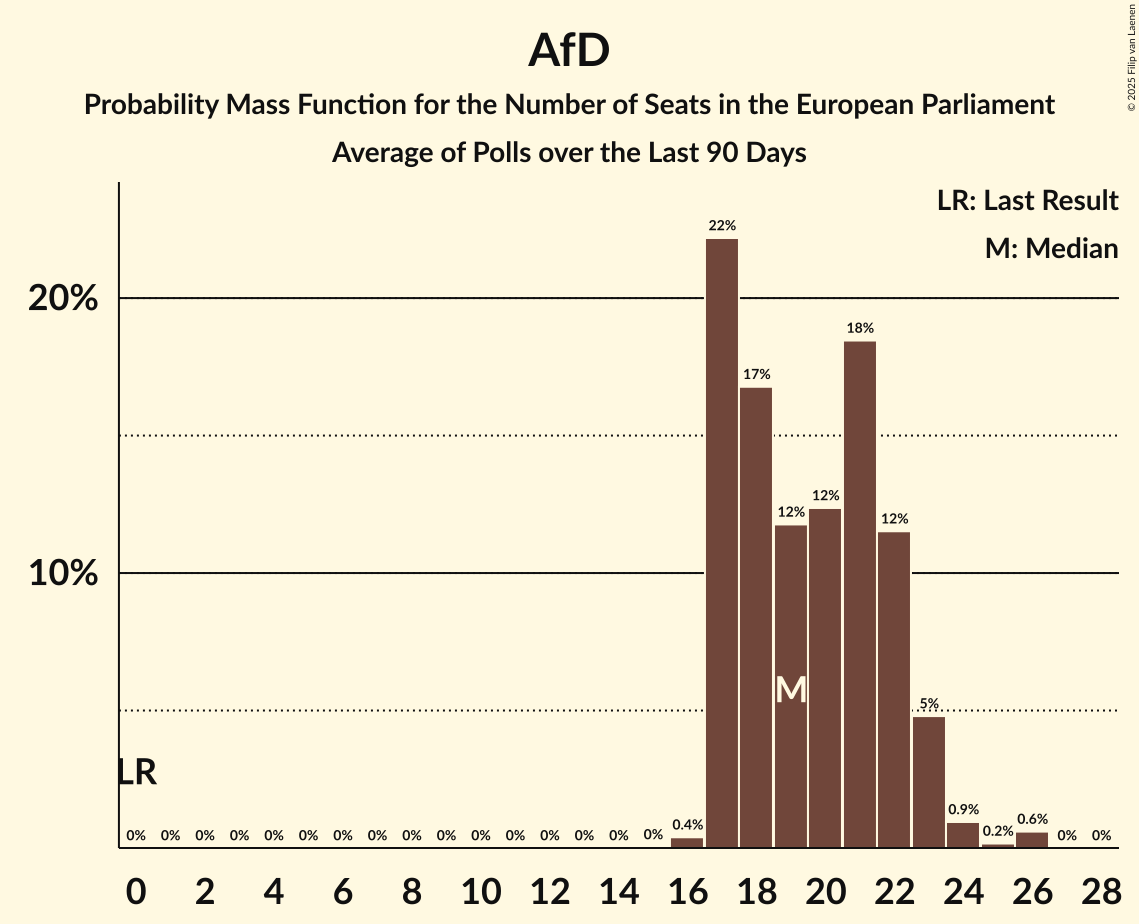 AfD
Probability Mass Function for the Number of Seats in the European Parliament
Average of Polls over the Last 90 Days
© 2025 Filip van Laenen
LR: Last Result
M: Median
20%
10%
22%
17%
12%
12%
18%
12%
5%
M
LR
0% 0% 0% 0% 0% 0% 0% 0% 0% 0% 0% 0% 0% 0% 0% 0% 0.4% 0.9% 0.2% 0.6% 0% 0%
0 2 4 6 8 10 12 14 16 18 20 22 24 26 28